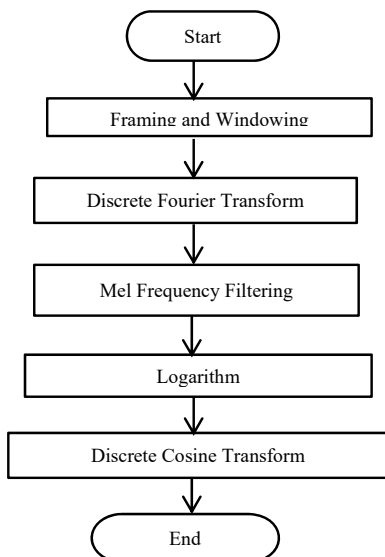 Start
Framing and Windowing
Discrete Fourier Transform
Mel Frequency Filtering
Logarithm
Discrete Cosine Transform
End